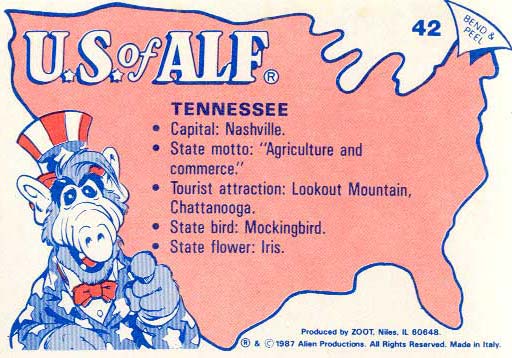 U.S. of ALF®
42
BEND &
PEEL
TENNESSEE
• Capital: Nashville.
• State motto: "Agriculture and
commerce."
• Tourist attraction: Lookout Mountain,
Chattanooga.
• State bird: Mockingbird.
• State flower: Iris.
Produced by ZOOT, Niles, IL 60648.
® & © 1987 Alien Productions. All Rights Reserved. Made in Italy.